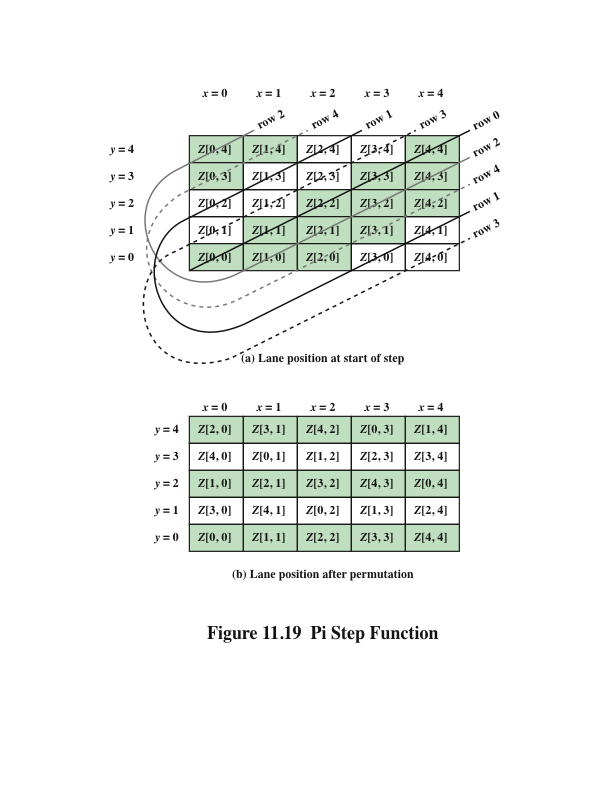 x = 0 x = 1 x = 2 x = 3 x = 4
row 2 row 4 row 1 row 3 row 0
y = 4 Z[0, 4] Z[1, 4] Z[2, 4] Z[3, 4] Z[4, 4] row 2
y = 3 Z[0, 3] Z[1, 3] Z[2, 3] Z[3, 3] Z[4, 3] row 4
y = 2 Z[0, 2] Z[1, 2] Z[2, 2] Z[3, 2] Z[4, 2] row 1
y = 1 Z[0, 1] Z[1, 1] Z[2, 1] Z[3, 1] Z[4, 1] row 3
y = 0 Z[0, 0] Z[1, 0] Z[2, 0] Z[3, 0] Z[4, 0]
(a) Lane position at start of step
x = 0 x = 1 x = 2 x = 3 x = 4
y = 4 Z[2, 0] Z[3, 1] Z[4, 2] Z[0, 3] Z[1, 4]
y = 3 Z[4, 0] Z[0, 1] Z[1, 2] Z[2, 3] Z[3, 4]
y = 2 Z[1, 0] Z[2, 1] Z[3, 2] Z[4, 3] Z[0, 4]
y = 1 Z[3, 0] Z[4, 1] Z[0, 2] Z[1, 3] Z[2, 4]
y = 0 Z[0, 0] Z[1, 1] Z[2, 2] Z[3, 3] Z[4, 4]
(b) Lane position after permutation
Figure 11.19 Pi Step Function